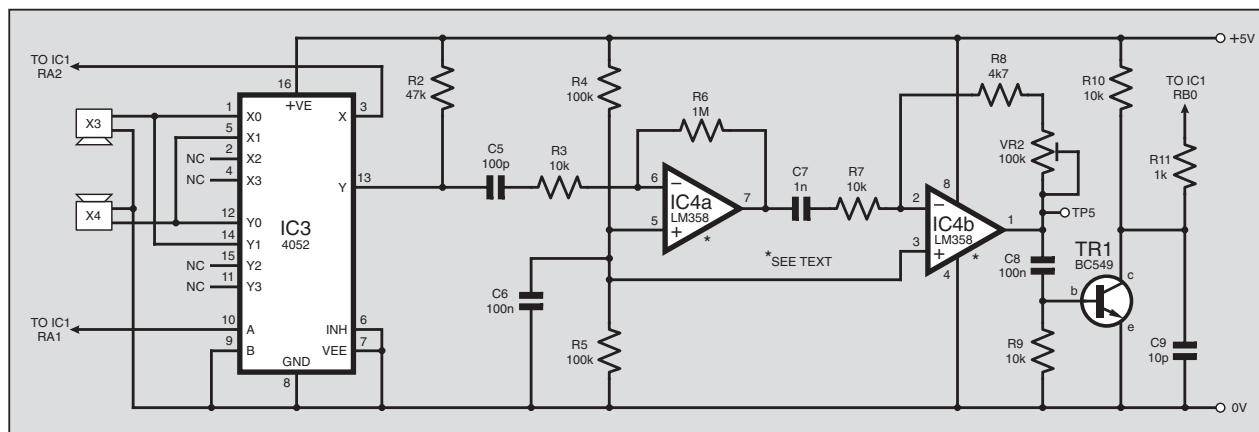 +5V
TO IC1
RA2
R2
47k
R4
100k
R6
1M
R8
4k7
R10
10k
TO IC1
RB0
16
+VE
1
X0
X
3
X3
5
X1
2
NC
X2
4
NC
X3
VR2
100k
C5
100p
R3
10k
6
−
7
IC4a
LM358
5
+
*
C7
1n
R7
10k
8
2
−
IC4b
LM358
1
3
+
*
4
R11
1k
TP5
Y
13
X4
12
Y0
IC3
4052
14
Y1
15
NC
Y2
11
NC
Y3
*SEE TEXT
TR1
BC549
c
b
e
C8
100n
C6
100n
TO IC1
RA1
10
A
INH
6
9
B
VEE
7
GND
8
R5
100k
R9
10k
C9
10p
0V